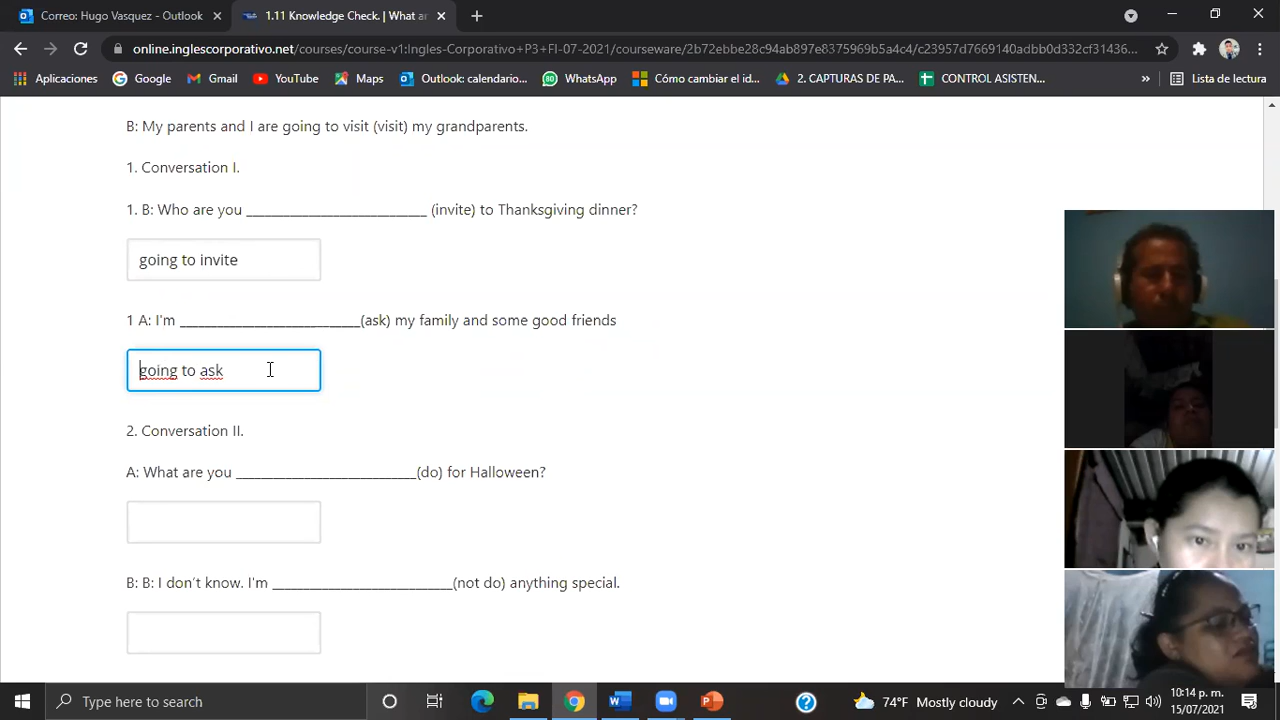 Correo: Hugo Vasquez - Outlook
1.11 Knowledge Check. | What ar
online.inglescorporativo.net/courses/course-v1:Ingles-Corporativo+P3+FI-07-2021/courseware/2b72ebbe28c94ab897e8375969b5a4c4/c23957d7669140adbb0d332cf31436...
Aplicaciones Google Gmail YouTube Maps Outlook: calendario... WhatsApp Cómo cambiar el id... 2. CAPTURAS DE PA... CONTROL ASISTEN... » Lista de lectura
B: My parents and I are going to visit (visit) my grandparents.
1. Conversation I.
1. B: Who are you __________________________ (invite) to Thanksgiving dinner?
going to invite
1 A: I'm __________________________(ask) my family and some good friends
going to ask
2. Conversation II.
A: What are you __________________________(do) for Halloween?
B: B: I don't know. I'm __________________________(not do) anything special.
Type here to search
74°F Mostly cloudy
10:14 p. m.
15/07/2021